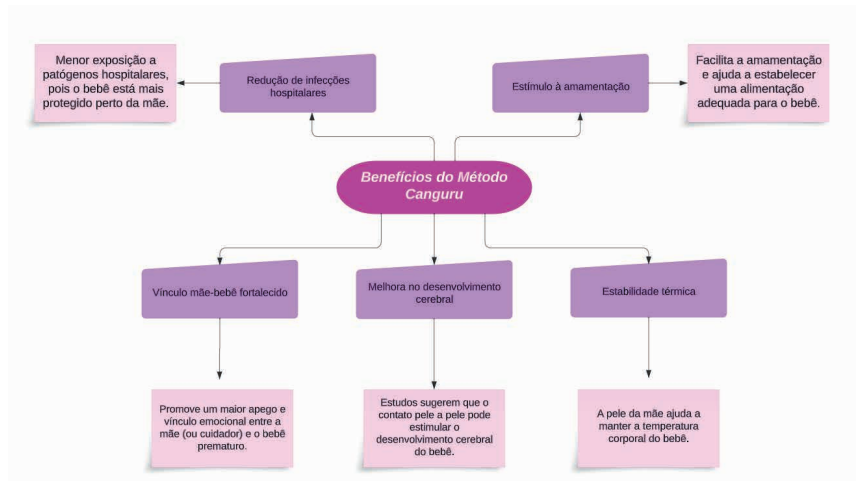 Menor exposição a
patógenos hospitalares,
pois o bebê está mais
protegido perto da mãe.
Redução de infecções
hospitalares
Estímulo à amamentação
Facilita a amamentação
e ajuda a estabelecer
uma alimentação
adequada para o bebê.
Benefícios do Método
Canguru
Vínculo mãe-bebê fortalecido
Melhora no desenvolvimento
cerebral
Estabilidade térmica
Promove um maior apego e
vínculo emocional entre a
mãe (ou cuidador) e o bebê
prematuro.
Estudos sugerem que o
contato pele a pele pode
estimular o
desenvolvimento cerebral
do bebê.
A pele da mãe ajuda a
manter a temperatura
corporal do bebê.